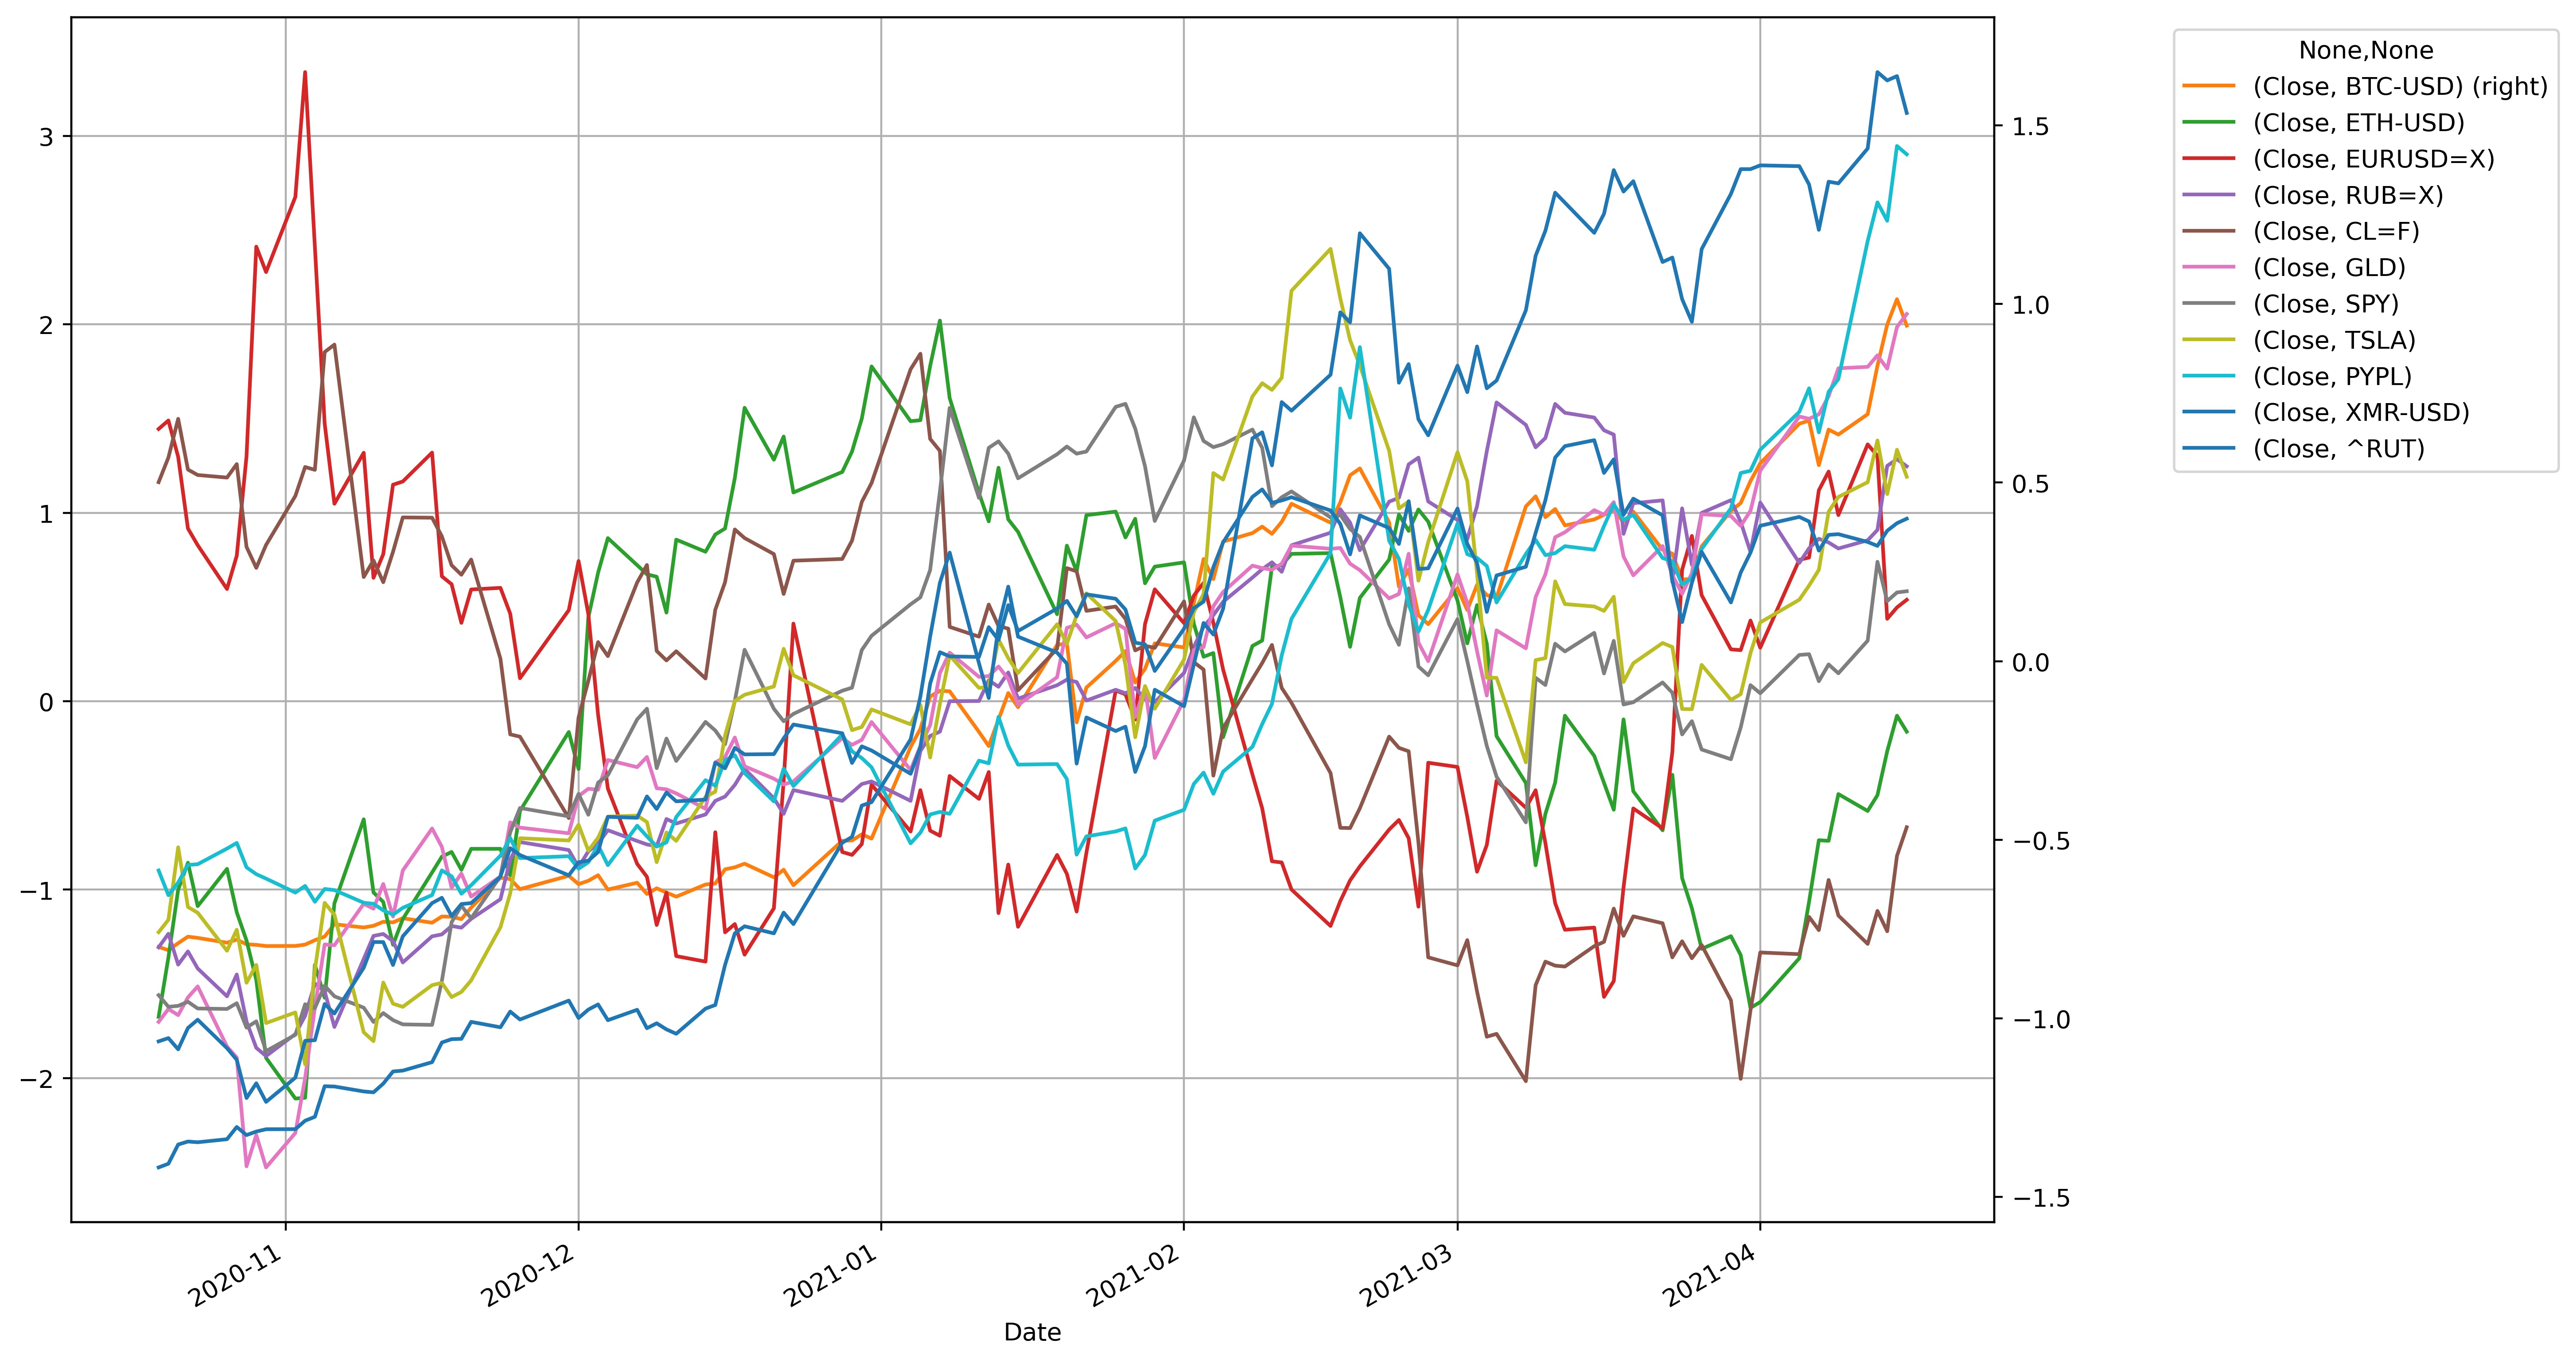 3
2
1
0
−1
−2
1.5
1.0
0.5
0.0
−0.5
−1.0
−1.5
2020-11
2020-12
2021-01
2021-02
2021-03
2021-04
Date
None,None
(Close, BTC-USD) (right)
(Close, ETH-USD)
(Close, EURUSD=X)
(Close, RUB=X)
(Close, CL=F)
(Close, GLD)
(Close, SPY)
(Close, TSLA)
(Close, PYPL)
(Close, XMR-USD)
(Close, ^RUT)